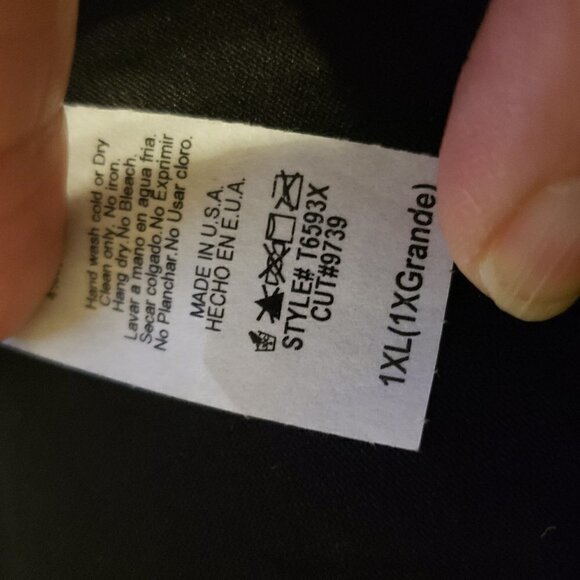 Hand wash cold or Dry
Clean only. No iron.
Hang dry.No Bleach.
Lavar a mano en agua fria.
Secar colgado.No Exprimir
No Planchar.No Usar cloro.
MADE IN U.S.A.
HECHO EN E.U.A.
STYLE# T6593X
CUT#9739
1XL(1XGrande)